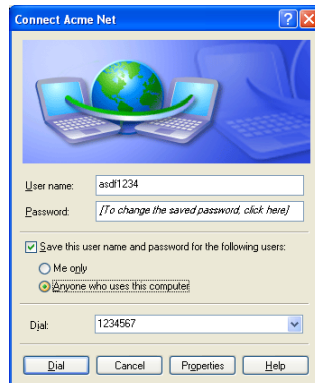 Connect Acme Net
User name: asdf1234
Password: [To change the saved password, click here]
Save this user name and password for the following users:
Me only
Anyone who uses this computer
Dial: 1234567
Dial Cancel Properties Help